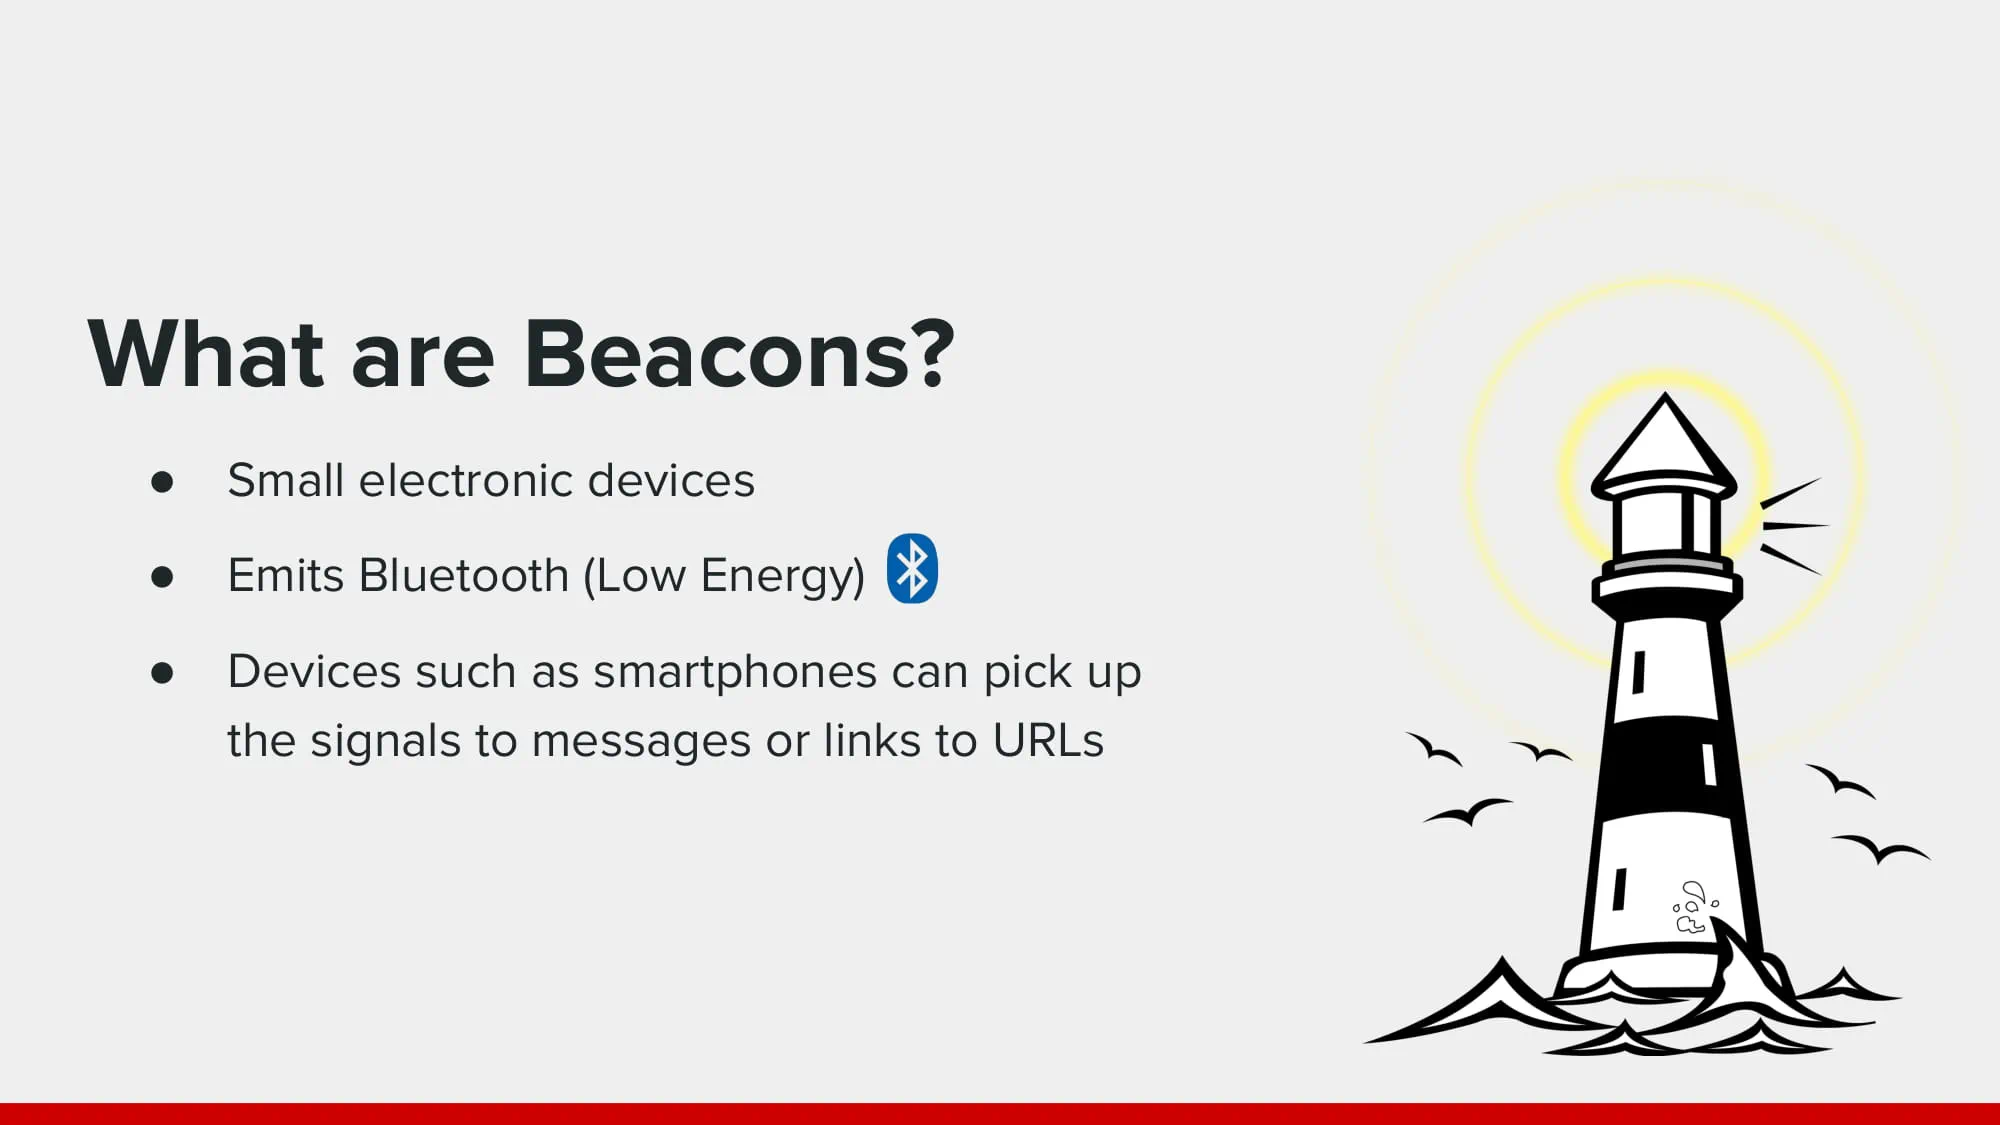 What are Beacons?
● Small electronic devices
● Emits Bluetooth (Low Energy)
● Devices such as smartphones can pick up
the signals to messages or links to URLs